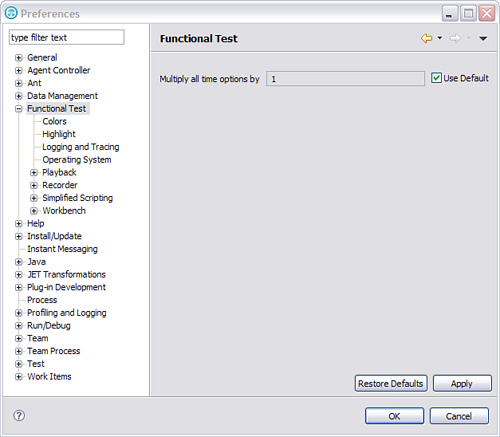 Preferences
type filter text
Functional Test
General
Agent Controller
Ant
Data Management
Functional Test
Colors
Highlight
Logging and Tracing
Operating System
Playback
Recorder
Simplified Scripting
Workbench
Help
Install/Update
Instant Messaging
Java
JET Transformations
Plug-in Development
Process
Profiling and Logging
Run/Debug
Team
Team Process
Test
Work Items
Multiply all time options by 1 Use Default
Restore Defaults Apply
? OK Cancel